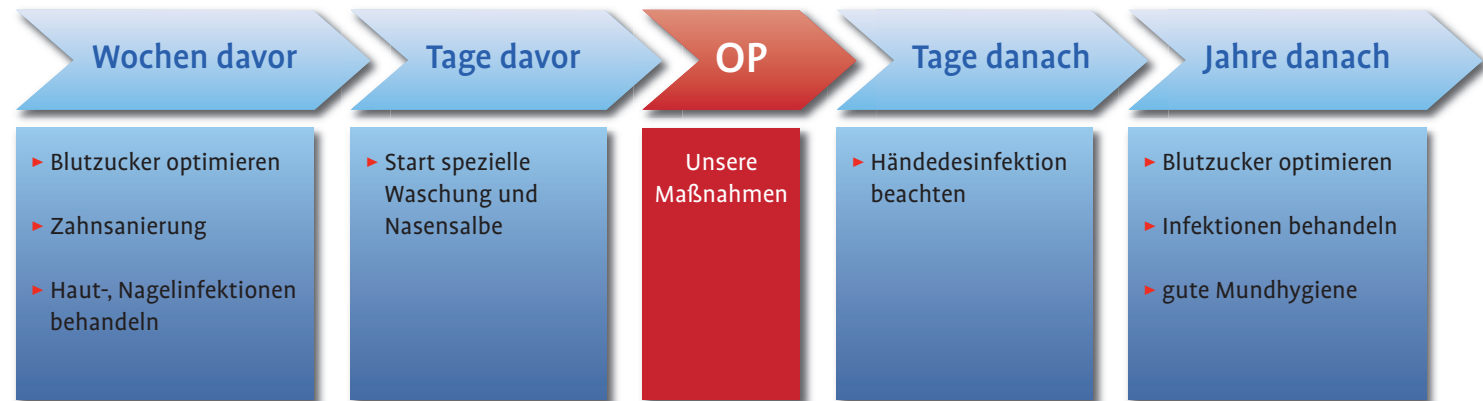 Wochen davor
Tage davor
OP
Tage danach
Jahre danach
▸ Blutzucker optimieren
▸ Zahnsanierung
▸ Haut-, Nagelinfektionen
behandeln
▸ Start spezielle
Waschung und
Nasensalbe
Unsere
Maßnahmen
▸ Händedesinfektion
beachten
▸ Blutzucker optimieren
▸ Infektionen behandeln
▸ gute Mundhygiene